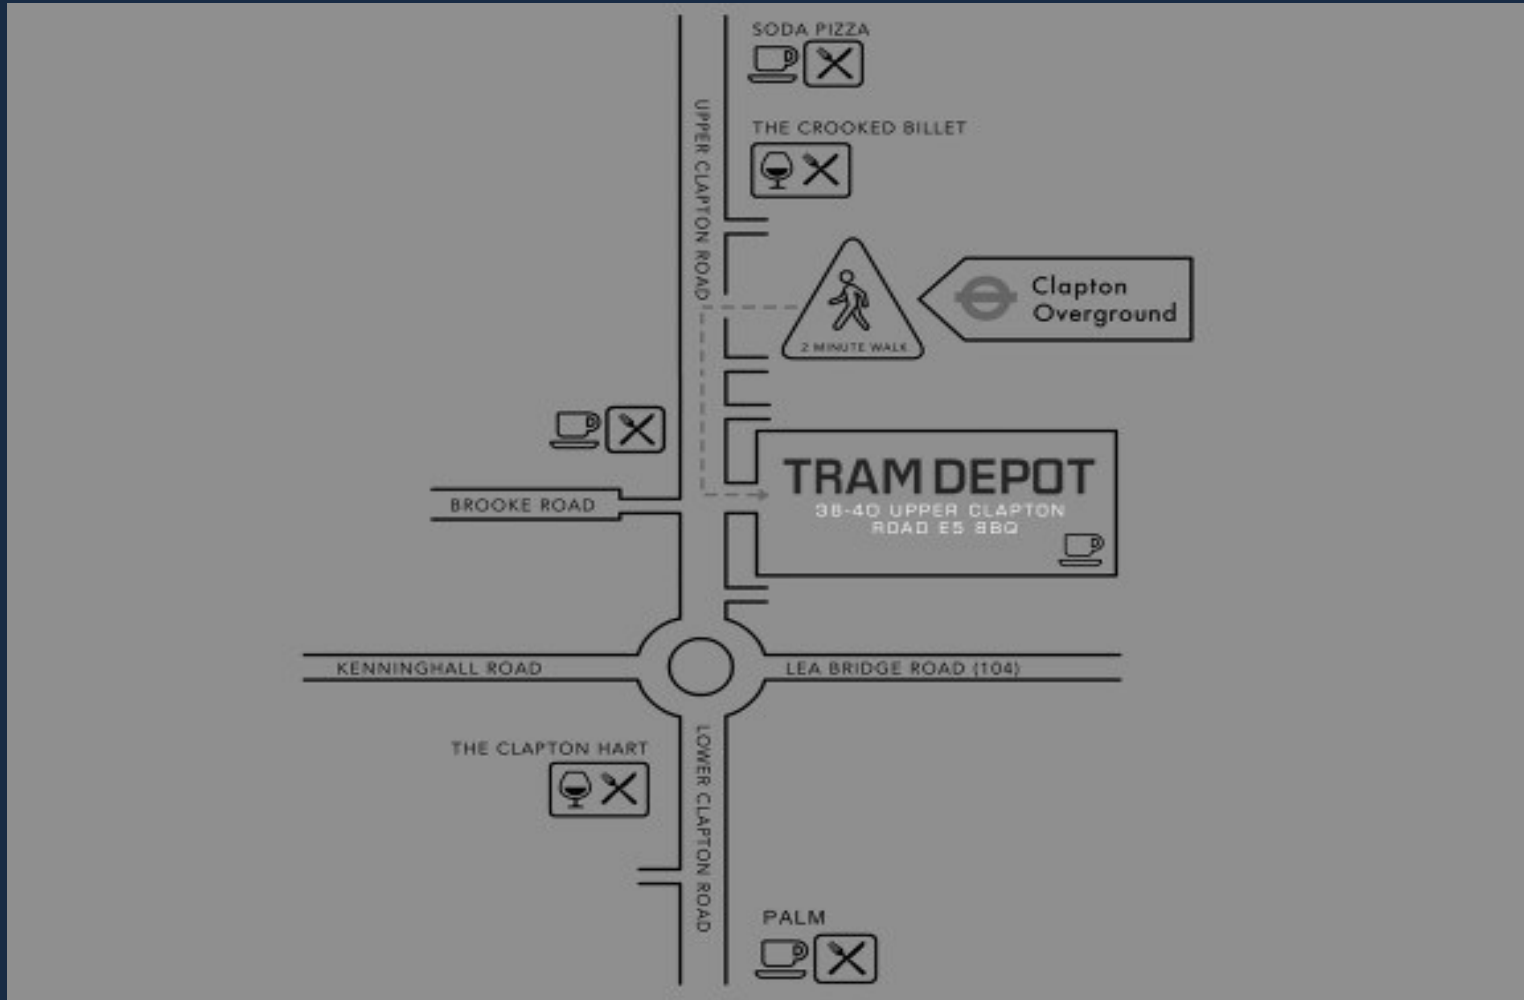 SODA PIZZA
THE CROOKED BILLET
UPPER CLAPTON ROAD
Clapton
Overground
2 MINUTE WALK
TRAM DEPOT
38-40 UPPER CLAPTON
ROAD E5 8BQ
BROOKE ROAD
KENNINGHALL ROAD
LEA BRIDGE ROAD (104)
THE CLAPTON HART
LOWER CLAPTON ROAD
PALM